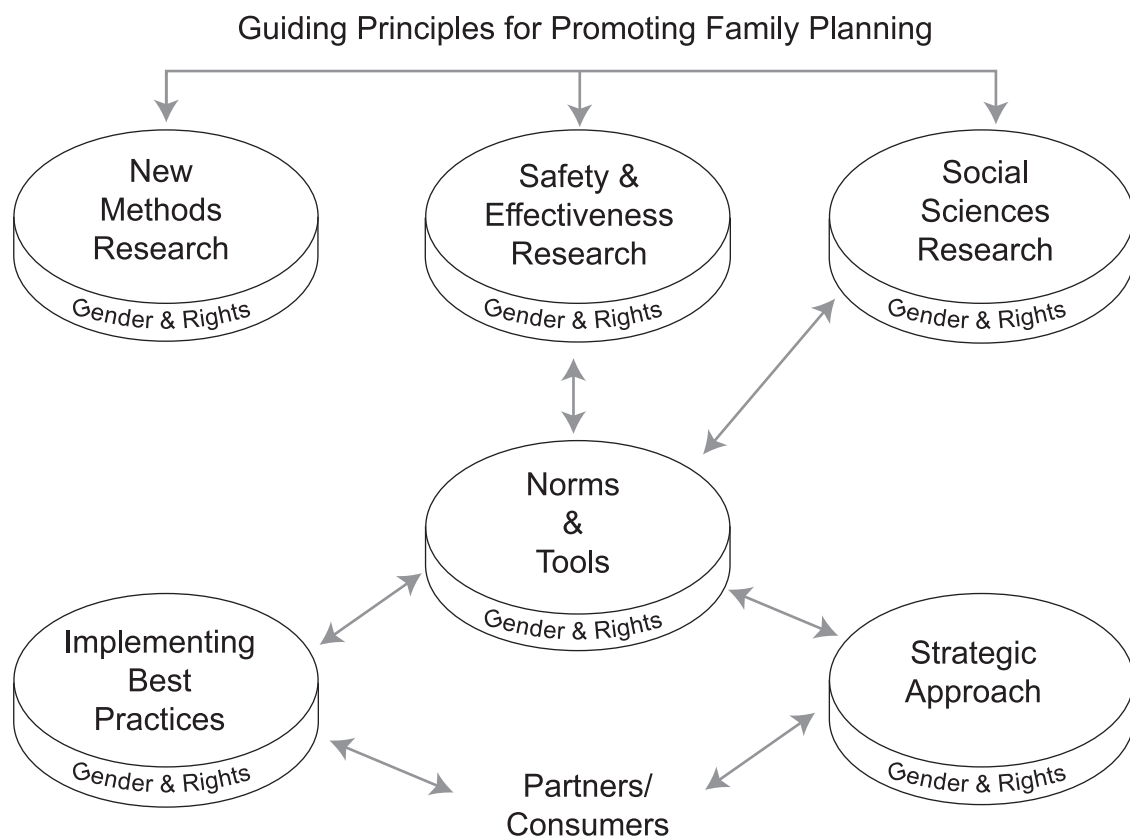 Guiding Principles for Promoting Family Planning
New
Methods
Research
Gender & Rights
Safety &
Effectiveness
Research
Gender & Rights
Social
Sciences
Research
Gender & Rights
Norms
&
Tools
Gender & Rights
Implementing
Best
Practices
Gender & Rights
Strategic
Approach
Gender & Rights
Partners/
Consumers